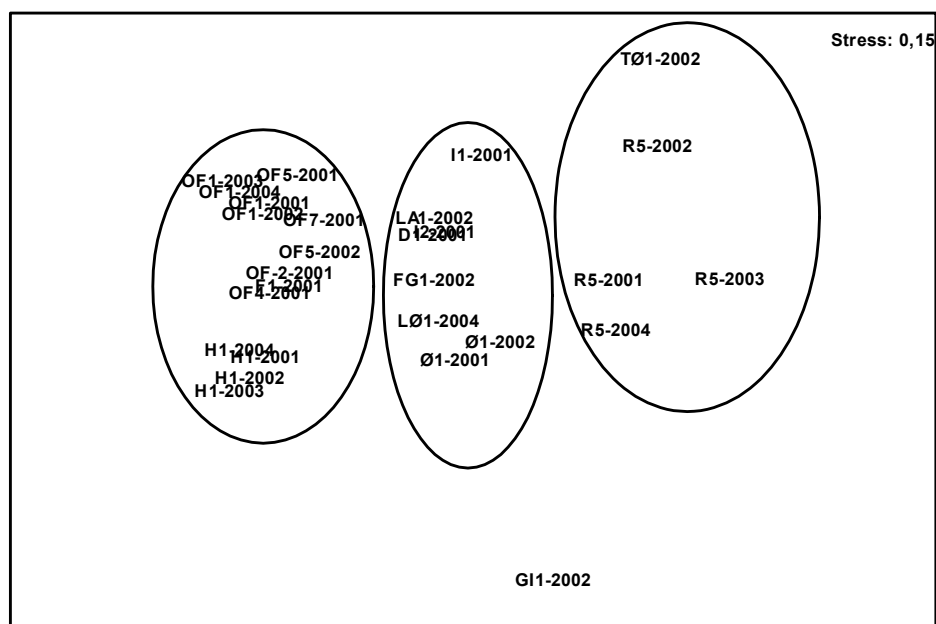 Stress: 0,15
TØ1-2002
R5-2002
I1-2001
OF5-2001
OF1-2003
OF1-2004
OF1-2001
OF1-2002
OF7-2001
LA1-2002
I2-2001
D1-2001
OF5-2002
OF-2-2001
F1-2001
OF4-2001
FG1-2002
R5-2001
R5-2003
LØ1-2004
R5-2004
Ø1-2002
Ø1-2001
H1-2004
H1-2001
H1-2002
H1-2003
GI1-2002